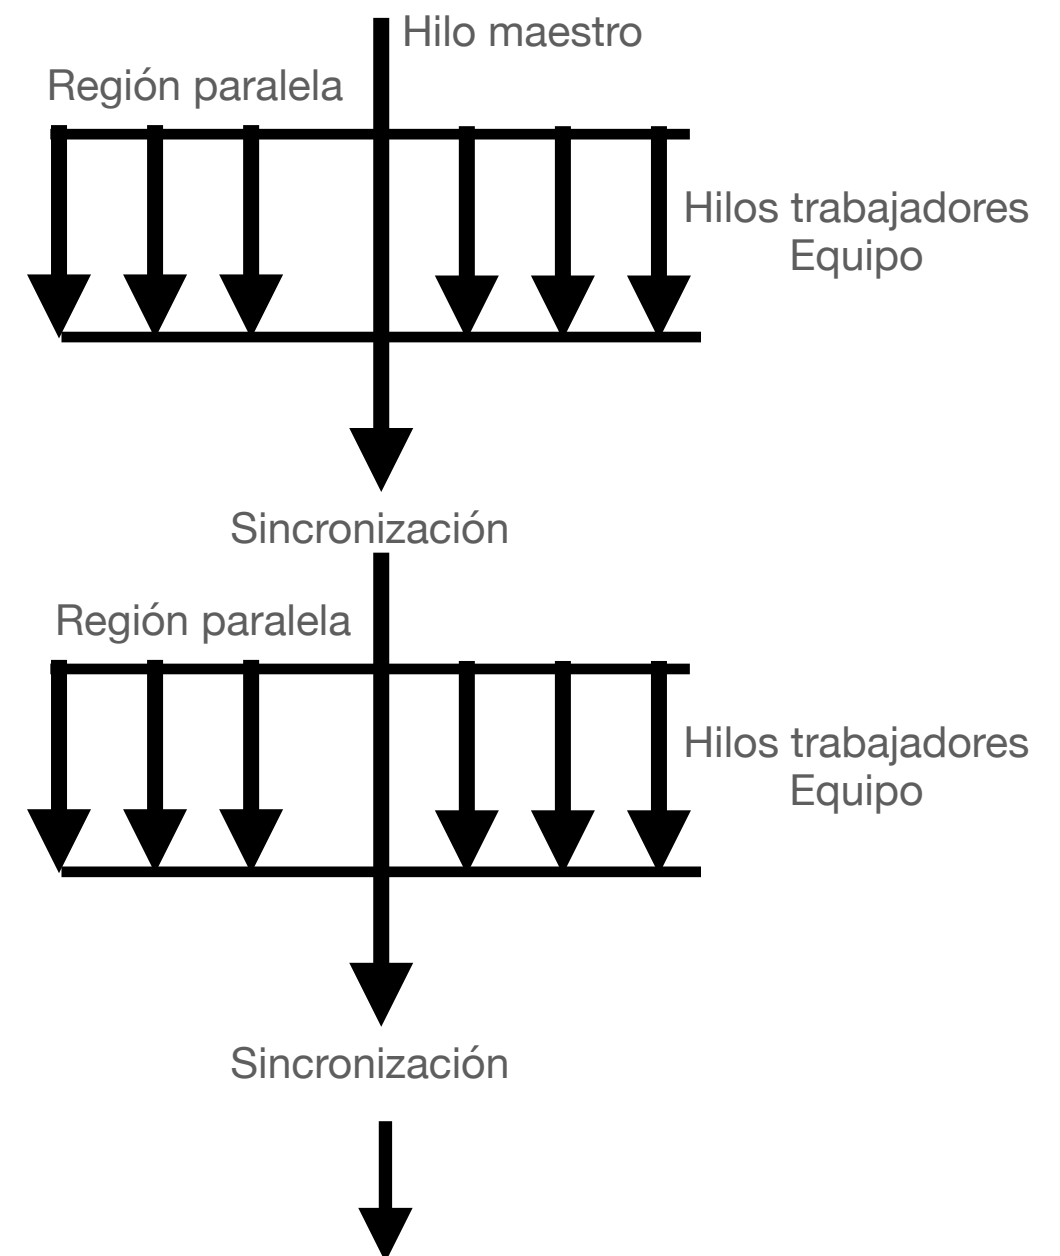 Hilo maestro
Región paralela
Hilos trabajadores
Equipo
Sincronización
Región paralela
Hilos trabajadores
Equipo
Sincronización